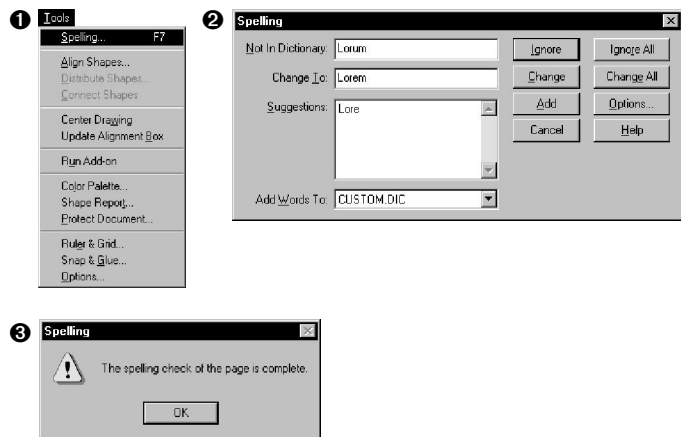 ❶
Tools
Spelling... F7
Align Shapes...
Distribute Shapes...
Connect Shapes
Center Drawing
Update Alignment Box
Run Add-on
Color Palette...
Shape Report...
Protect Document...
Ruler & Grid...
Snap & Glue...
Options...
❷
Spelling
Not In Dictionary: Lorum Ignore Ignore All
Change To: Lorem Change Change All
Suggestions: Lore Add Options...
Cancel Help
Add Words To: CUSTOM.DIC
❸
Spelling
The spelling check of the page is complete.
OK